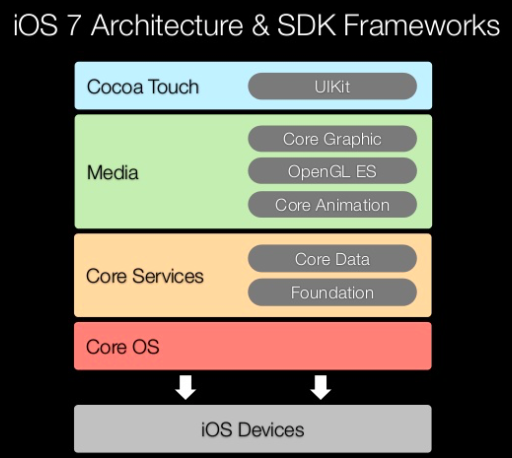 iOS 7 Architecture & SDK Frameworks
Cocoa Touch
UIKit
Media
Core Graphic
OpenGL ES
Core Animation
Core Services
Core Data
Foundation
Core OS
iOS Devices